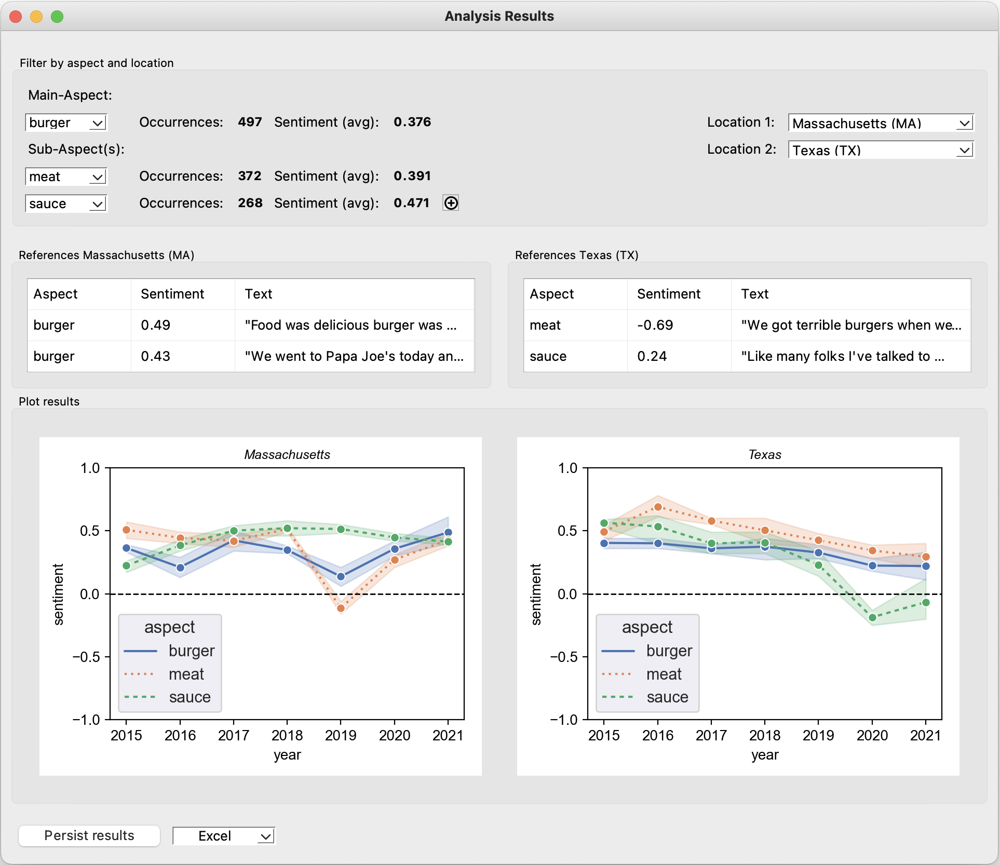 Analysis Results
Filter by aspect and location
Main-Aspect:
burger Occurrences: 497 Sentiment (avg): 0.376 Location 1: Massachusetts (MA)
Sub-Aspect(s): Location 2: Texas (TX)
meat Occurrences: 372 Sentiment (avg): 0.391
sauce Occurrences: 268 Sentiment (avg): 0.471
References Massachusetts (MA)
Aspect Sentiment Text
burger 0.49 "Food was delicious burger was ...
burger 0.43 "We went to Papa Joe's today an...
References Texas (TX)
Aspect Sentiment Text
meat -0.69 "We got terrible burgers when we...
sauce 0.24 "Like many folks I've talked to ...
Plot results
Massachusetts
1.0
0.5
0.0
−0.5
−1.0
sentiment
aspect
burger
meat
sauce
2015 2016 2017 2018 2019 2020 2021
year
Texas
1.0
0.5
0.0
−0.5
−1.0
sentiment
aspect
burger
meat
sauce
2015 2016 2017 2018 2019 2020 2021
year
Persist results Excel